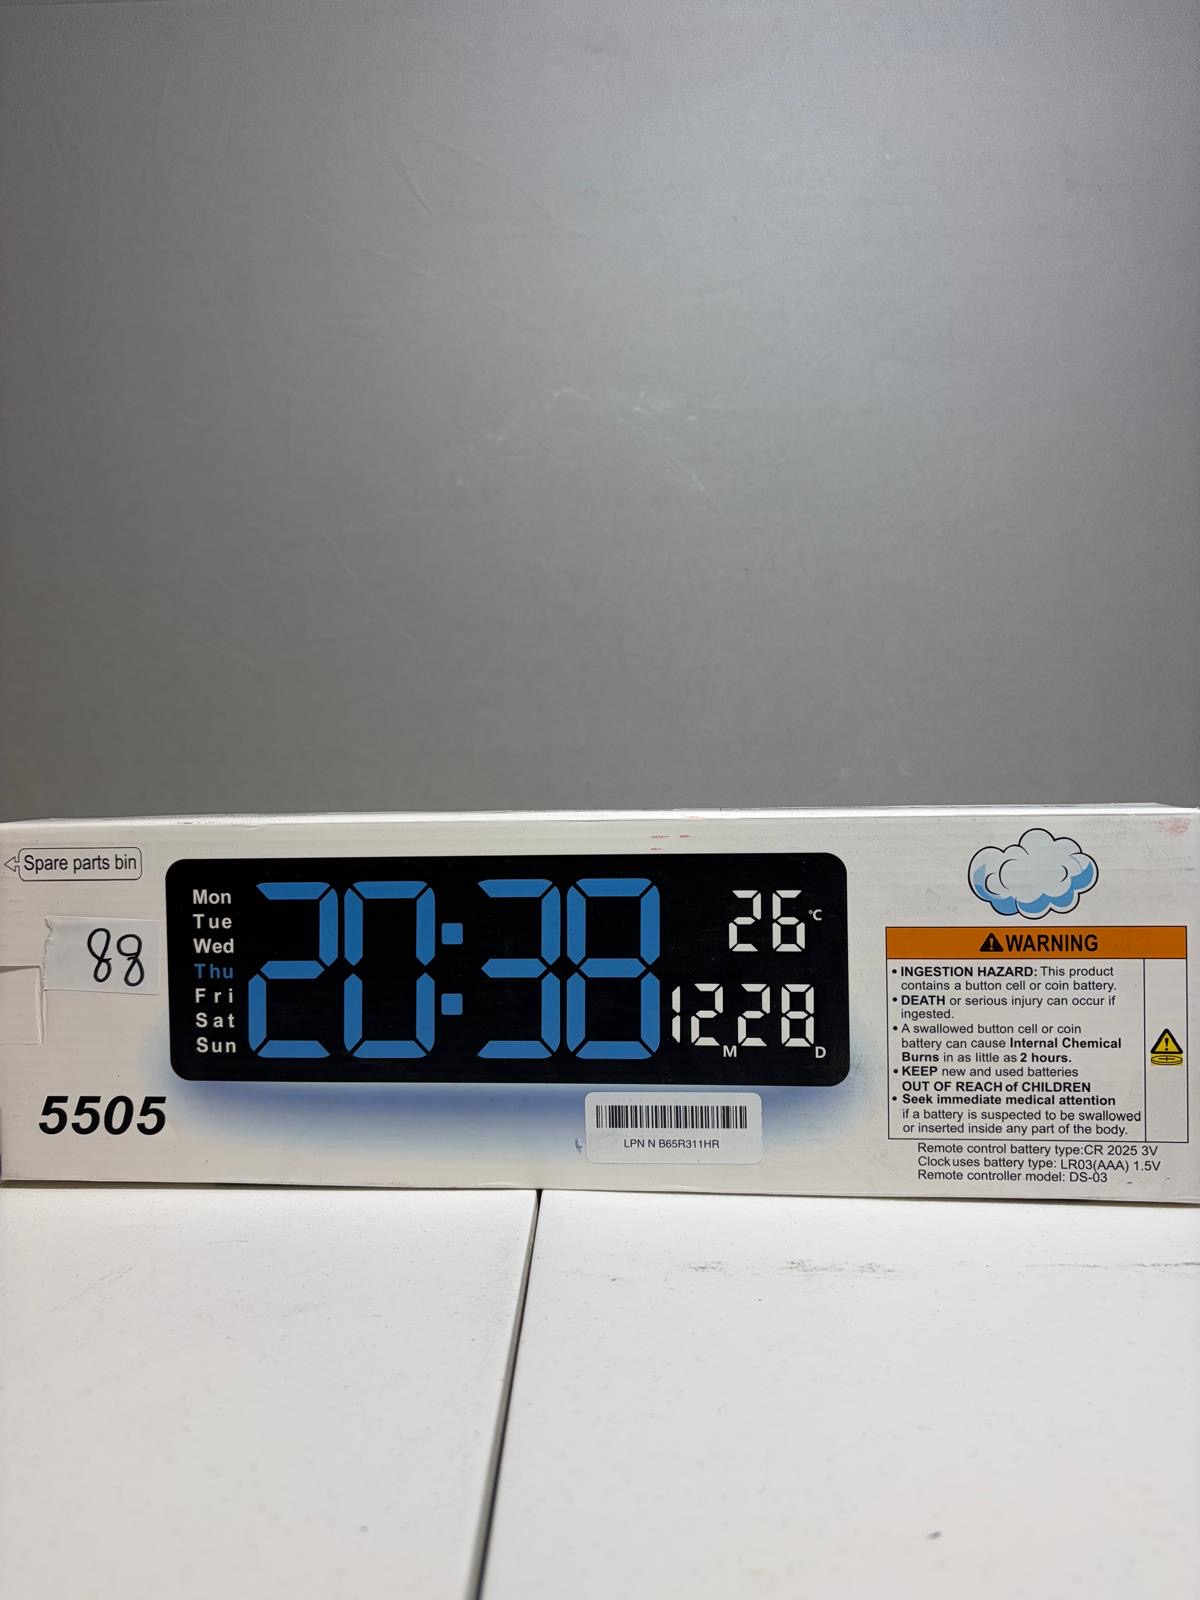 Spare parts bin
88
Mon
Tue
Wed
Thu
Fri
Sat
Sun
20:38
26 °C
12 M 28 D
5505
LPN N B65R311HR
WARNING
• INGESTION HAZARD: This product
contains a button cell or coin battery.
• DEATH or serious injury can occur if
ingested.
• A swallowed button cell or coin
battery can cause Internal Chemical
Burns in as little as 2 hours.
• KEEP new and used batteries
OUT OF REACH of CHILDREN
• Seek immediate medical attention
if a battery is suspected to be swallowed
or inserted inside any part of the body.
Remote control battery type:CR 2025 3V
Clock uses battery type: LR03(AAA) 1.5V
Remote controller model: DS-03